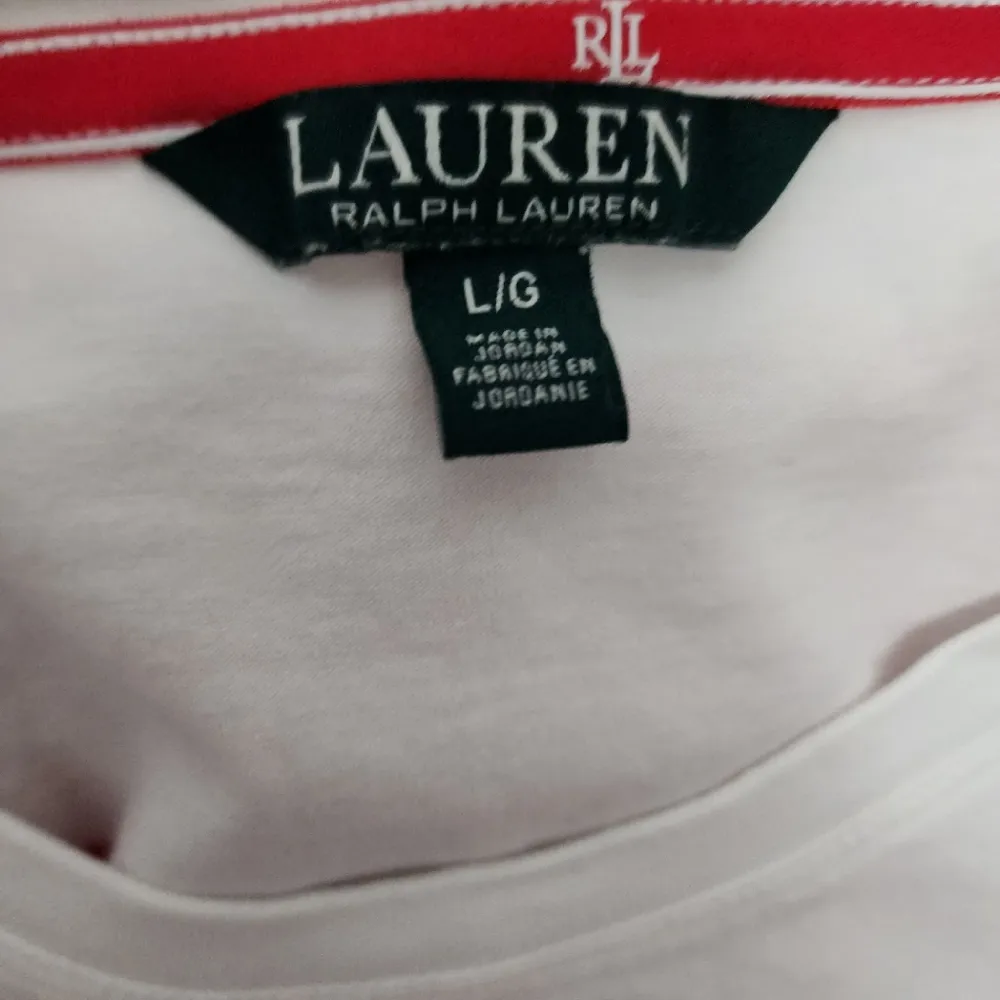 RLL
LAUREN
RALPH LAUREN
L/G
MADE IN
JORDAN
FABRIQUÉ EN
JORDANIE